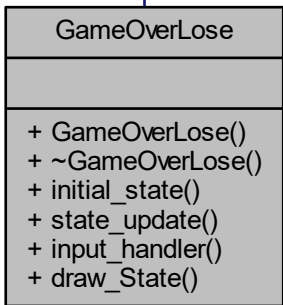 GameOverLose
+ GameOverLose()
+ ~GameOverLose()
+ initial_state()
+ state_update()
+ input_handler()
+ draw_State()